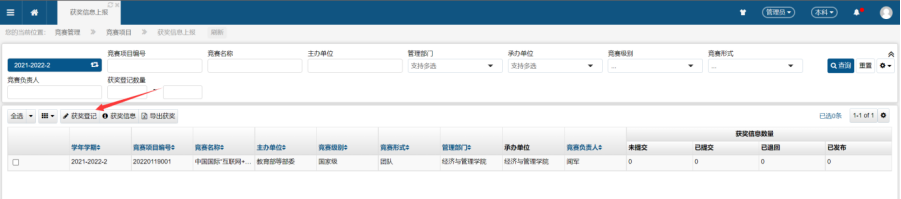 获奖信息上报
管理员
本科
您的当前位置: 竞赛管理 竞赛项目 获奖信息上报 刷新
竞赛项目编号 竞赛名称 主办单位 管理部门 承办单位 竞赛级别 竞赛形式
2021-2022-2 支持多选 支持多选 ... ... 查询 重置
竞赛负责人 获奖登记数量
-
全选 获奖登记 获奖信息 导出获奖 已选0条 1-1 of 1
获奖信息数量
学年学期 竞赛项目编号 竞赛名称 主办单位 竞赛级别 竞赛形式 管理部门 承办单位 竞赛负责人 未提交 已提交 已退回 已发布
2021-2022-2 20220119001 中国国际"互联网+... 教育部等部委 国家级 团队 经济与管理学院 经济与管理学院 闻军 0 0 0 0